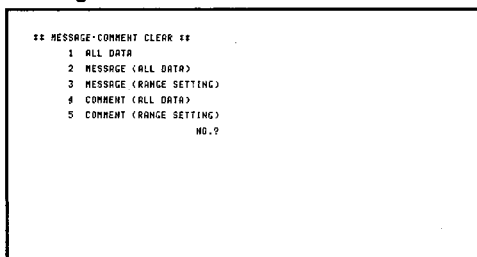 ** MESSAGE·COMMENT CLEAR **
1 ALL DATA
2 MESSAGE (ALL DATA)
3 MESSAGE (RANGE SETTING)
4 COMMENT (ALL DATA)
5 COMMENT (RANGE SETTING)
NO.?